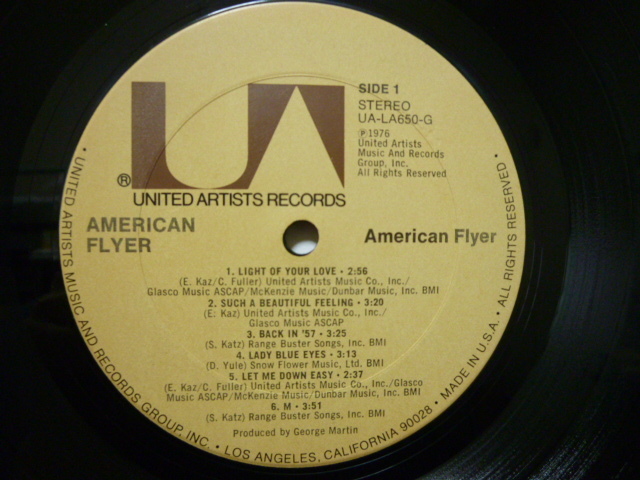 UA
®
UNITED ARTISTS RECORDS
SIDE 1
STEREO
UA-LA650-G
℗1976
United Artists
Music And Records
Group, Inc.
All Rights Reserved
AMERICAN
FLYER
American Flyer
1. LIGHT OF YOUR LOVE • 2:56
(E. Kaz/C. Fuller) United Artists Music Co., Inc./
Glasco Music ASCAP/McKenzie Music/Dunbar Music, Inc. BMI
2. SUCH A BEAUTIFUL FEELING • 3:20
(E. Kaz) United Artists Music Co., Inc./
Glasco Music ASCAP
3. BACK IN '57 • 3:25
(S. Katz) Range Buster Songs, Inc. BMI
4. LADY BLUE EYES • 3:13
(D. Yule) Snow Flower Music, Ltd. BMI
5. LET ME DOWN EASY • 2:37
(E. Kaz/C. Fuller) United Artists Music Co., Inc./Glasco
Music ASCAP/McKenzie Music/Dunbar Music, Inc. BMI
6. M • 3:51
(S. Katz) Range Buster Songs, Inc. BMI
Produced by George Martin
• UNITED ARTISTS MUSIC AND RECORDS GROUP, INC. • LOS ANGELES, CALIFORNIA 90028 • MADE IN U.S.A. • ALL RIGHTS RESERVED •